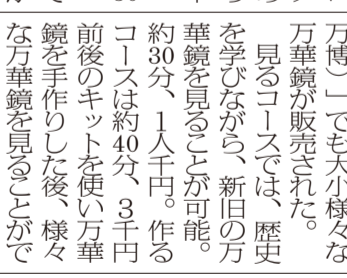 万博）」でも大小様々な
万華鏡が販売された。
見るコースでは、歴史
を学びながら、新旧の万
華鏡を見ることが可能。
約30分、1人千円。作る
コースは約40分、3千円
前後のキットを使い万華
鏡を手作りした後、様々
な万華鏡を見ることがで